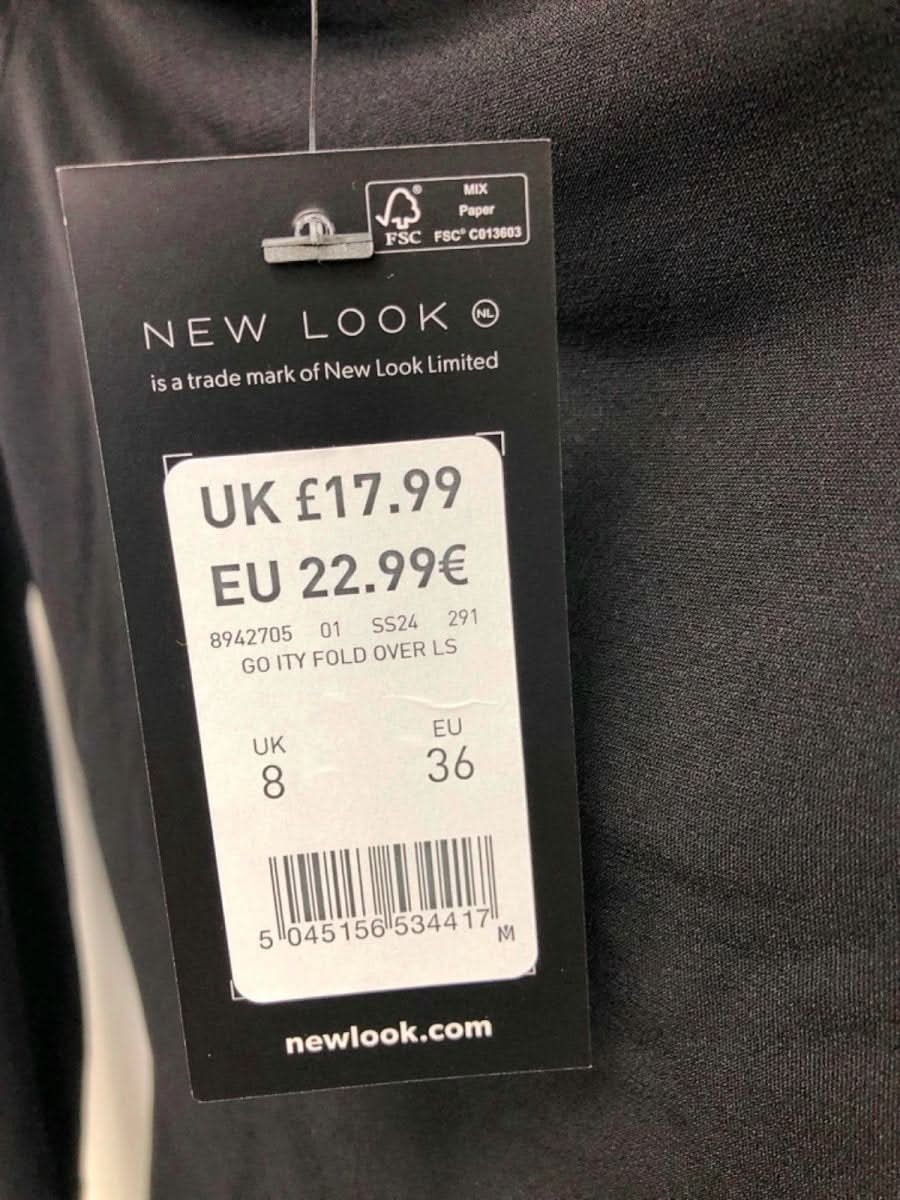 MIX
Paper
FSC® C013603
FSC
NEW LOOK NL
is a trade mark of New Look Limited
UK £17.99
EU 22.99€
8942705 01 SS24 291
GO ITY FOLD OVER LS
UK EU
8 36
5 045156 534417 M
newlook.com